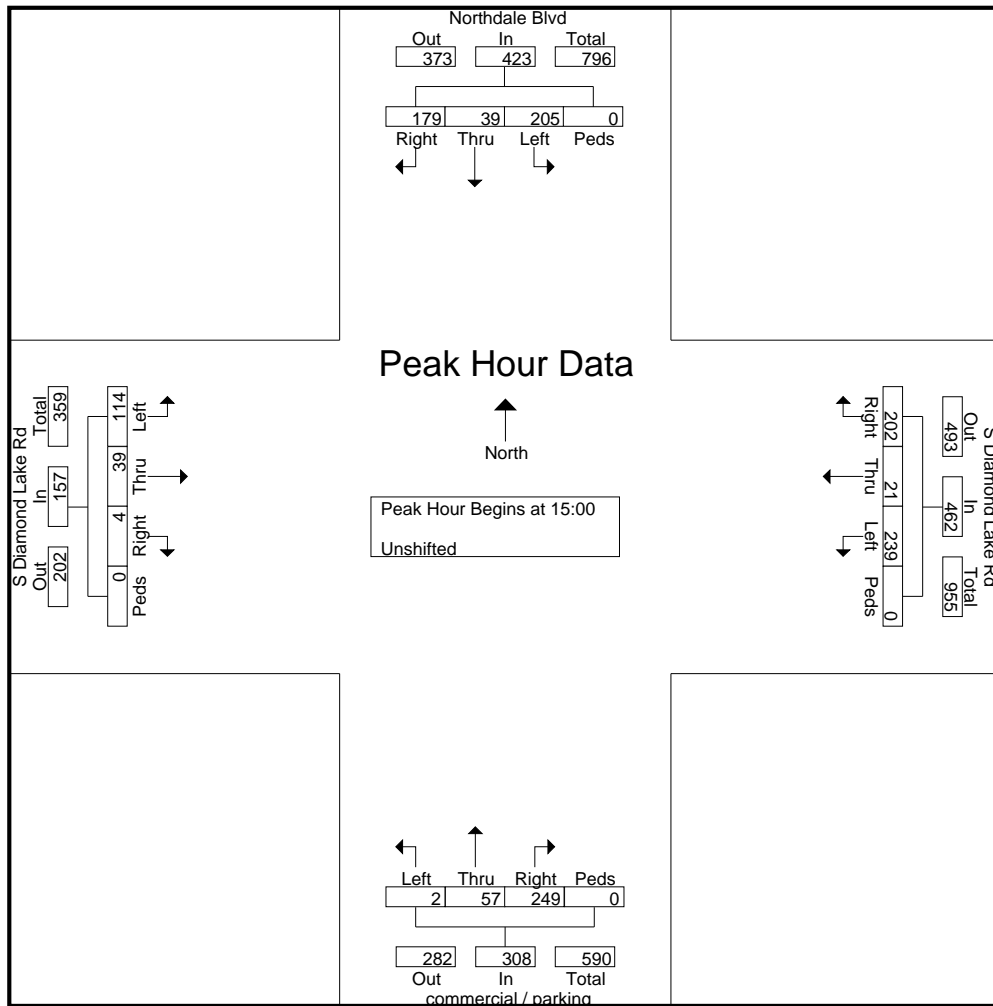 Northdale Blvd
Out In Total
373 423 796
179 39 205 0
Right Thru Left Peds
Peak Hour Data
North
Peak Hour Begins at 15:00
Unshifted
S Diamond Lake Rd
Out In Total
202 157 359
114 39 4 0
Left Thru Right Peds
S Diamond Lake Rd
Out In Total
493 462 955
202 21 239 0
Right Thru Left Peds
Left Thru Right Peds
2 57 249 0
282 308 590
Out In Total
commercial / parking